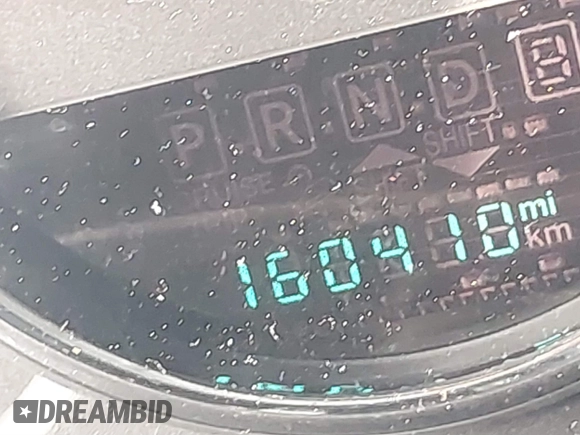 P R N D
SHIFT
160410 mi
km
DREAMBID